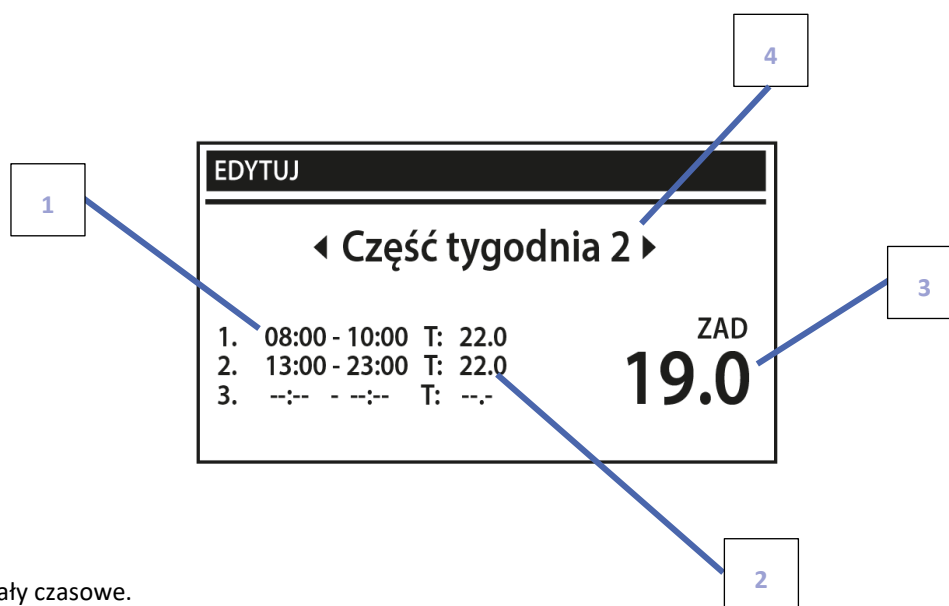 4
EDYTUJ
1
◀ Część tygodnia 2 ▶
3
1. 08:00 - 10:00 T: 22.0
2. 13:00 - 23:00 T: 22.0
3. --:-- - --:-- T: --.-
ZAD
19.0
2
ały czasowe.